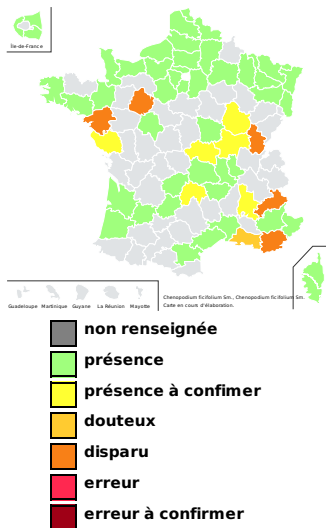 Île-de-France
Guadeloupe Martinique Guyane La Réunion Mayotte
Chenopodium ficifolium Sm., Chenopodium ficifolium Sm.
Carte en cours d'élaboration.
non renseignée
présence
présence à confimer
douteux
disparu
erreur
erreur à confirmer